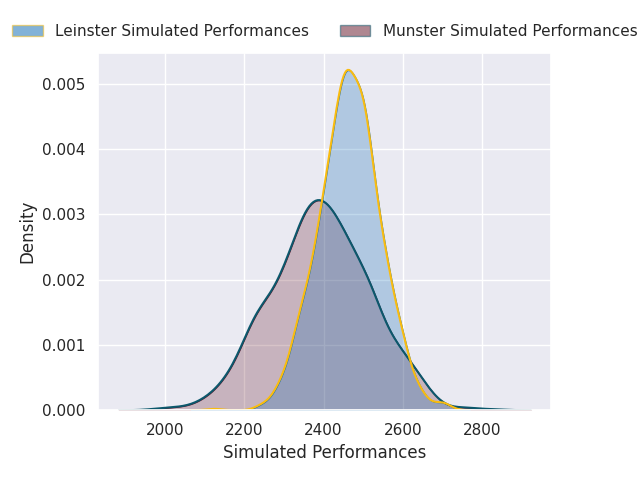 Leinster Simulated Performances
Munster Simulated Performances
0.005
0.004
0.003
0.002
0.001
0.000
Density
2000 2200 2400 2600 2800
Simulated Performances